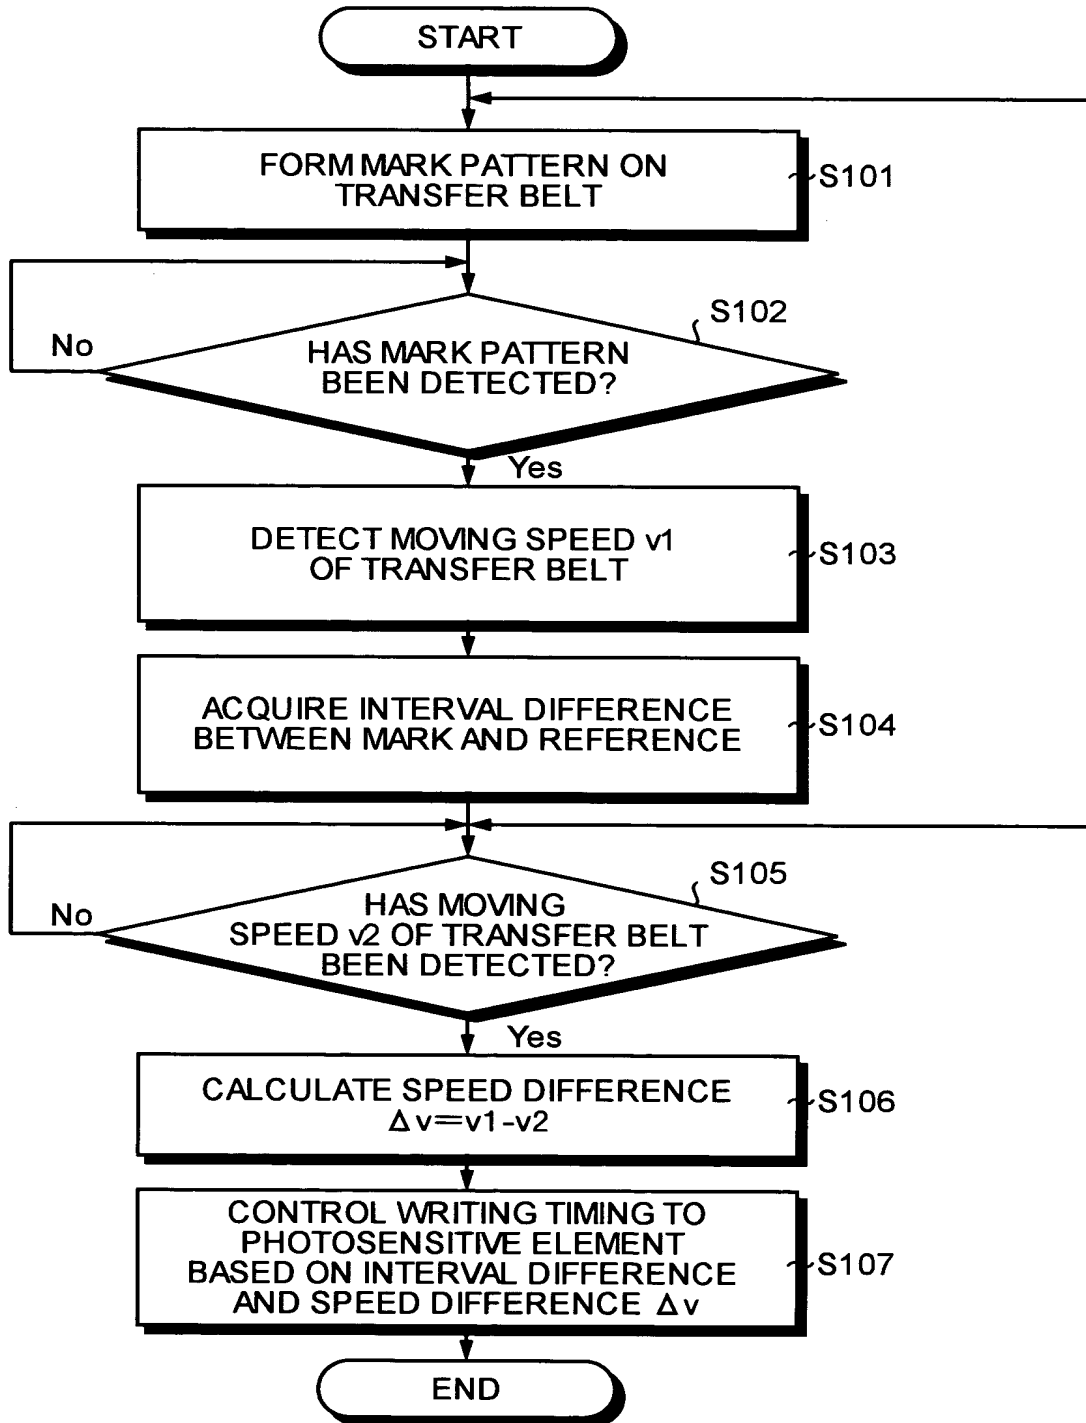 START
FORM MARK PATTERN ON
TRANSFER BELT
S101
S102
No
HAS MARK PATTERN
BEEN DETECTED?
Yes
DETECT MOVING SPEED v1
OF TRANSFER BELT
S103
ACQUIRE INTERVAL DIFFERENCE
BETWEEN MARK AND REFERENCE
S104
S105
No
HAS MOVING
SPEED v2 OF TRANSFER BELT
BEEN DETECTED?
Yes
CALCULATE SPEED DIFFERENCE
Δv=v1-v2
S106
CONTROL WRITING TIMING TO
PHOTOSENSITIVE ELEMENT
BASED ON INTERVAL DIFFERENCE
AND SPEED DIFFERENCE Δv
S107
END